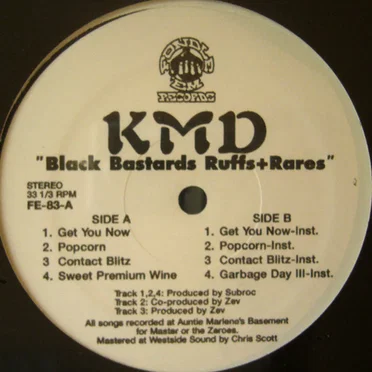 FONDLE
'EM
RECORDS
KMD
"Black Bastards Ruffs+Rares"
STEREO
33 1/3 RPM
FE-83-A
SIDE A
1. Get You Now
2. Popcorn
3 Contact Blitz
4. Sweet Premium Wine
SIDE B
1. Get You Now-Inst.
2. Popcorn-Inst.
3. Contact Blitz-Inst.
4. Garbage Day III-Inst.
Track 1,2,4: Produced by Subroc
Track 2: Co-produced by Zev
Track 3: Produced by Zev
All songs recorded at Auntie Marlene's Basement
for Mastor or the Zaroes.
Mastered at Westside Sound by Chris Scott